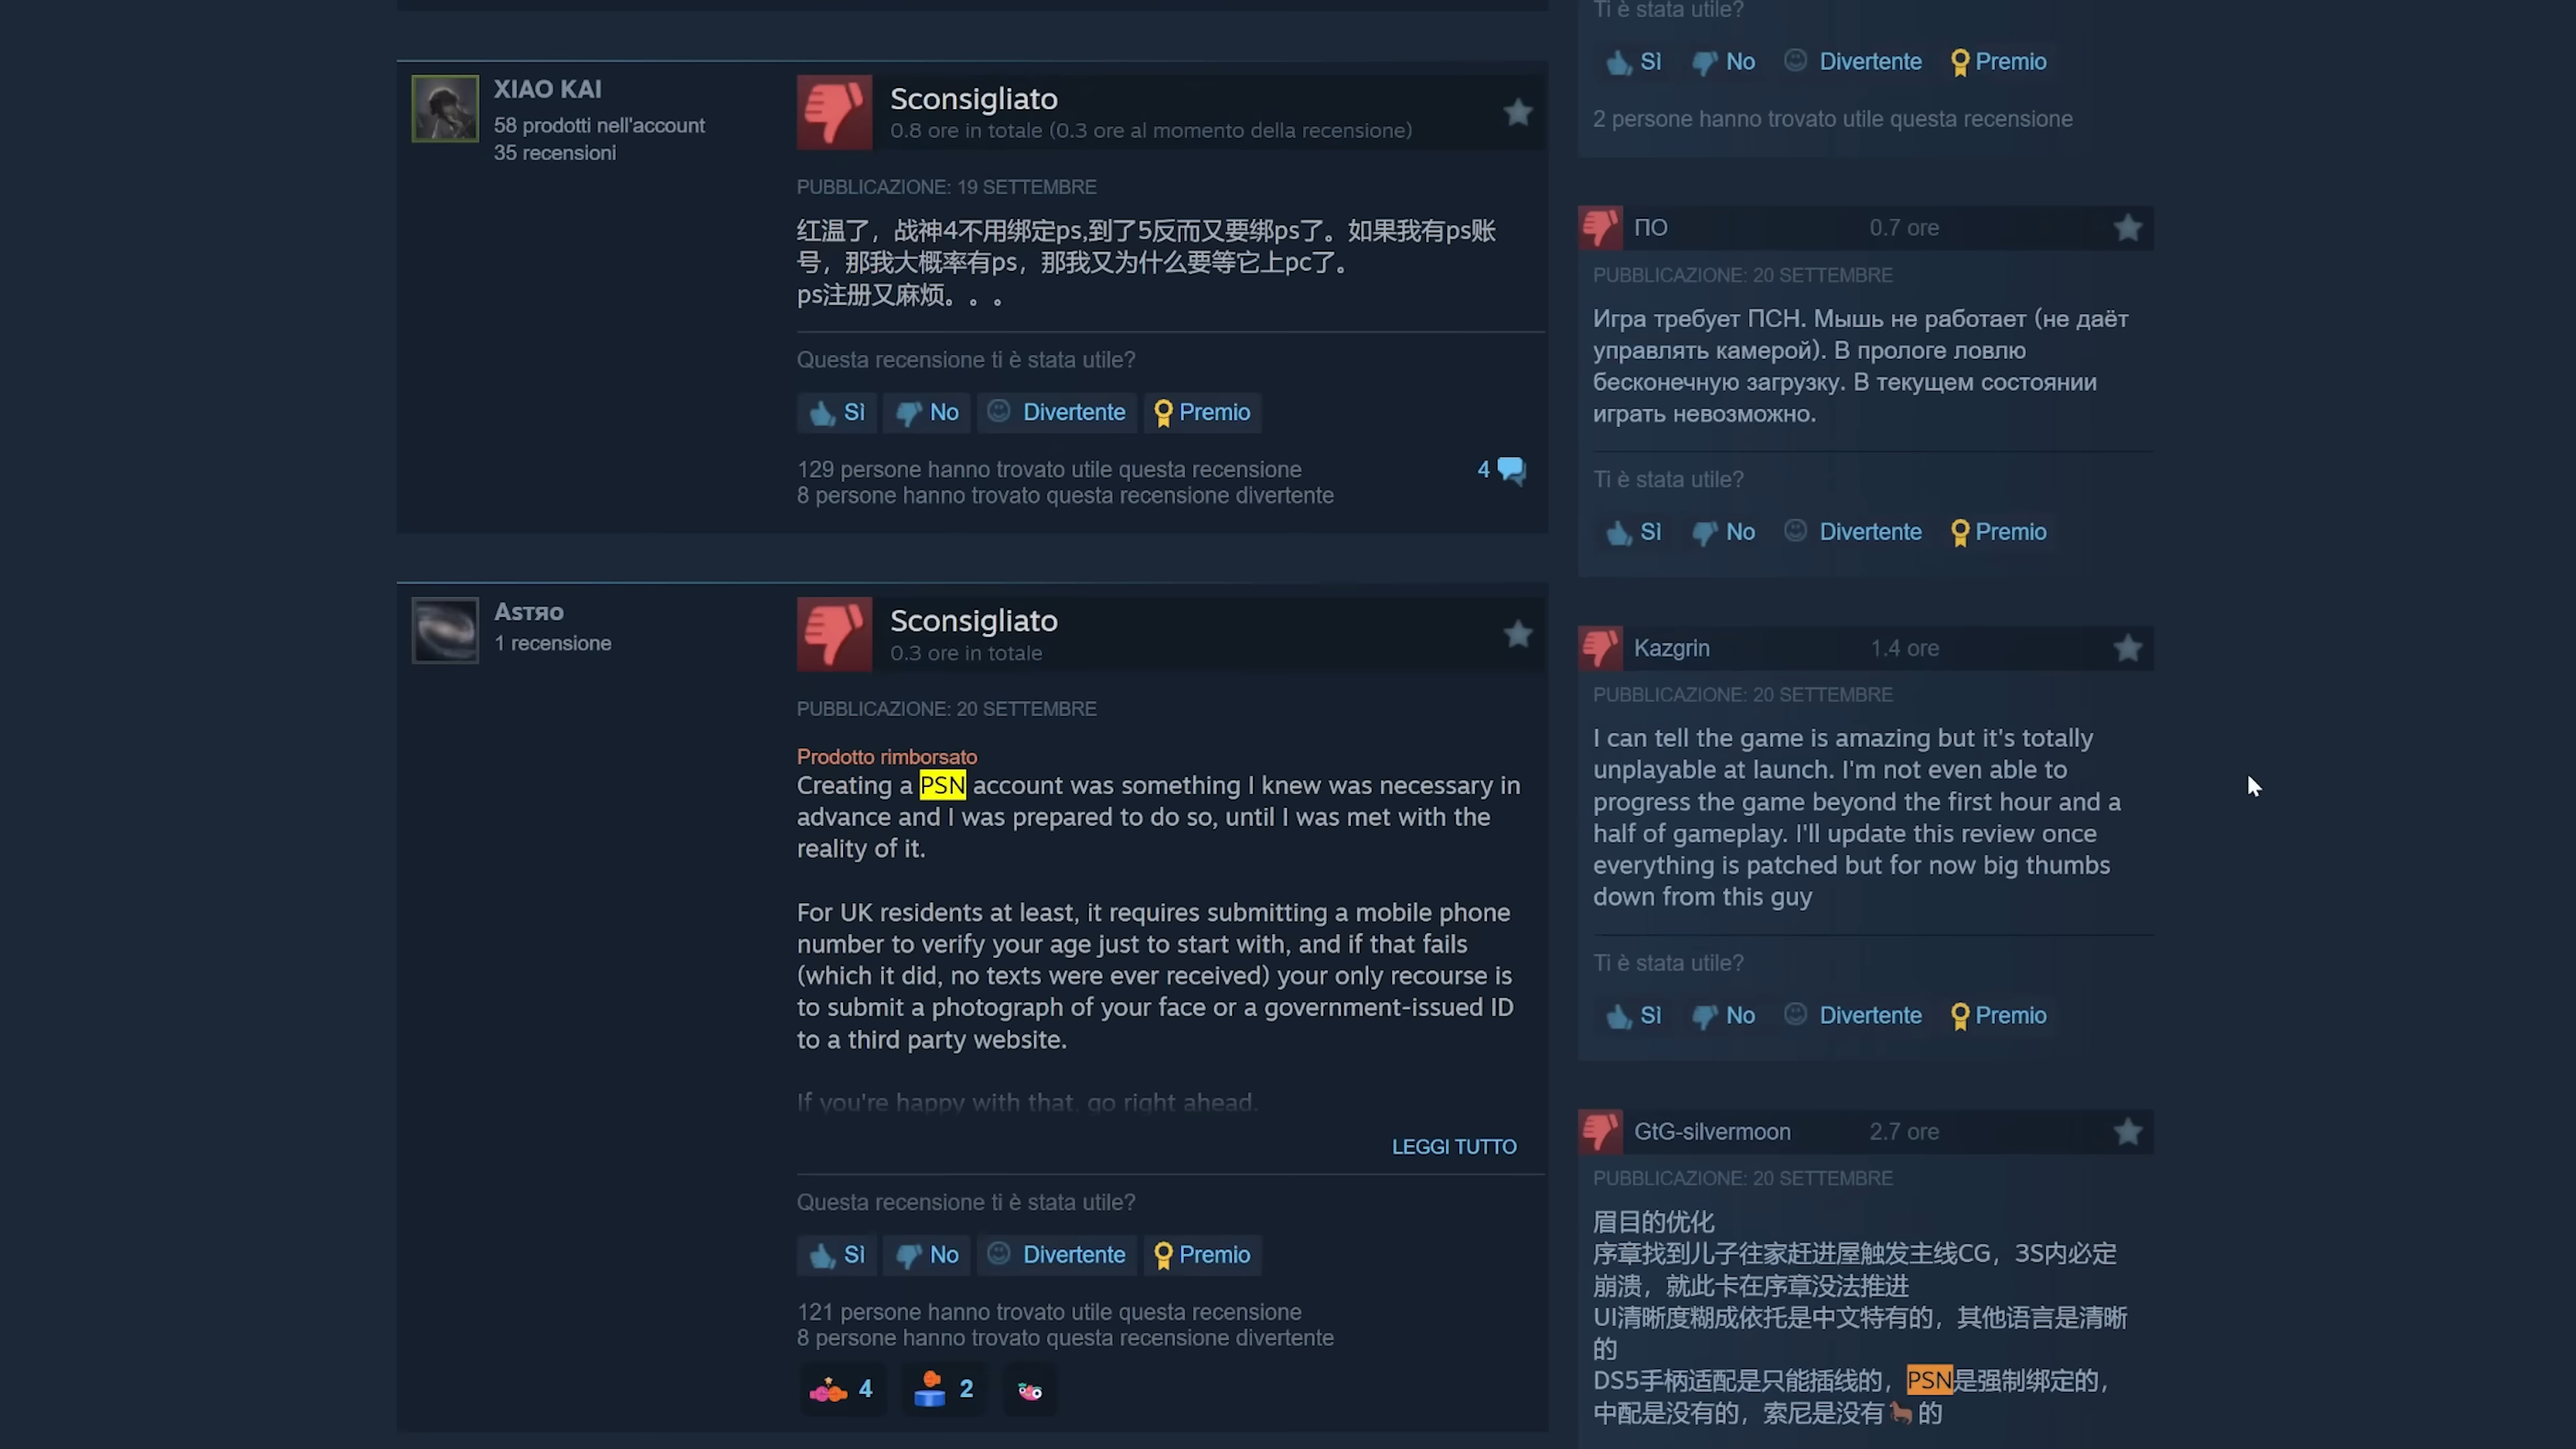 XIAO KAI
58 prodotti nell'account
35 recensioni
Sconsigliato
0.8 ore in totale (0.3 ore al momento della recensione)
PUBBLICAZIONE: 19 SETTEMBRE
红温了，战神4不用绑定ps,到了5反而又要绑ps了。如果我有ps账
号，那我大概率有ps，那我又为什么要等它上pc了。
ps注册又麻烦。。。
Questa recensione ti è stata utile?
Sì No Divertente Premio
129 persone hanno trovato utile questa recensione
8 persone hanno trovato questa recensione divertente
4
Asтяo
1 recensione
Sconsigliato
0.3 ore in totale
PUBBLICAZIONE: 20 SETTEMBRE
Prodotto rimborsato
Creating a PSN account was something I knew was necessary in
advance and I was prepared to do so, until I was met with the
reality of it.
For UK residents at least, it requires submitting a mobile phone
number to verify your age just to start with, and if that fails
(which it did, no texts were ever received) your only recourse is
to submit a photograph of your face or a government-issued ID
to a third party website.
If you're happy with that, go right ahead.
LEGGI TUTTO
Questa recensione ti è stata utile?
Sì No Divertente Premio
121 persone hanno trovato utile questa recensione
8 persone hanno trovato questa recensione divertente
4 2
Ti è stata utile?
Sì No Divertente Premio
2 persone hanno trovato utile questa recensione
ПО 0.7 ore
PUBBLICAZIONE: 20 SETTEMBRE
Игра требует ПСН. Мышь не работает (не даёт
управлять камерой). В прологе ловлю
бесконечную загрузку. В текущем состоянии
играть невозможно.
Ti è stata utile?
Sì No Divertente Premio
Kazgrin 1.4 ore
PUBBLICAZIONE: 20 SETTEMBRE
I can tell the game is amazing but it's totally
unplayable at launch. I'm not even able to
progress the game beyond the first hour and a
half of gameplay. I'll update this review once
everything is patched but for now big thumbs
down from this guy
Ti è stata utile?
Sì No Divertente Premio
GtG-silvermoon 2.7 ore
PUBBLICAZIONE: 20 SETTEMBRE
眉目的优化
序章找到儿子往家赶进屋触发主线CG，3S内必定
崩溃，就此卡在序章没法推进
UI清晰度糊成依托是中文特有的，其他语言是清晰
的
DS5手柄适配是只能插线的，PSN是强制绑定的，
中配是没有的，索尼是没有🐎的